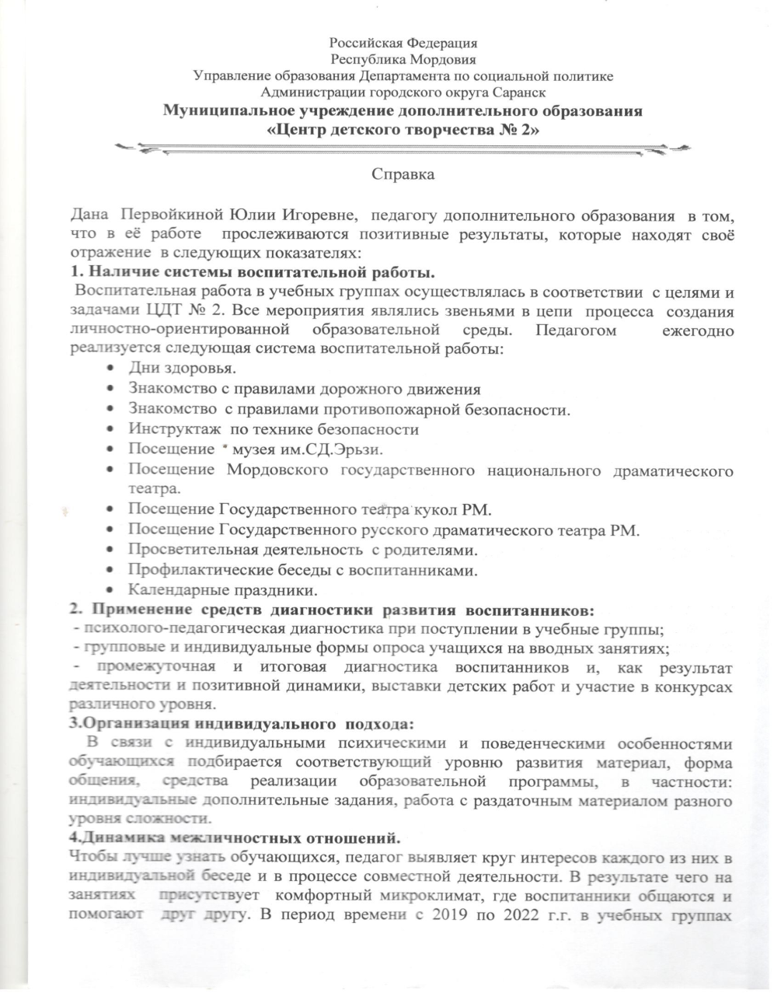 Российская Федерация
Республика Мордовия
Управление образования Департамента по социальной политике
Администрации городского округа Саранск
Муниципальное учреждение дополнительного образования
«Центр детского творчества № 2»
Справка
Дана Первойкиной Юлии Игоревне, педагогу дополнительного образования в том,
что в её работе прослеживаются позитивные результаты, которые находят своё
отражение в следующих показателях:
1. Наличие системы воспитательной работы.
Воспитательная работа в учебных группах осуществлялась в соответствии с целями и
задачами ЦДТ № 2. Все мероприятия являлись звеньями в цепи процесса создания
личностно-ориентированной образовательной среды. Педагогом ежегодно
реализуется следующая система воспитательной работы:
• Дни здоровья.
• Знакомство с правилами дорожного движения
• Знакомство с правилами противопожарной безопасности.
• Инструктаж по технике безопасности
• Посещение музея им.СД.Эрьзи.
• Посещение Мордовского государственного национального драматического
театра.
• Посещение Государственного театра кукол РМ.
• Посещение Государственного русского драматического театра РМ.
• Просветительная деятельность с родителями.
• Профилактические беседы с воспитанниками.
• Календарные праздники.
2. Применение средств диагностики развития воспитанников:
- психолого-педагогическая диагностика при поступлении в учебные группы;
- групповые и индивидуальные формы опроса учащихся на вводных занятиях;
- промежуточная и итоговая диагностика воспитанников и, как результат
деятельности и позитивной динамики, выставки детских работ и участие в конкурсах
различного уровня.
3.Организация индивидуального подхода:
В связи с индивидуальными психическими и поведенческими особенностями
обучающихся подбирается соответствующий уровню развития материал, форма
общения, средства реализации образовательной программы, в частности:
индивидуальные дополнительные задания, работа с раздаточным материалом разного
уровня сложности.
4.Динамика межличностных отношений.
Чтобы лучше узнать обучающихся, педагог выявляет круг интересов каждого из них в
индивидуальной беседе и в процессе совместной деятельности. В результате чего на
занятиях присутствует комфортный микроклимат, где воспитанники общаются и
помогают друг другу. В период времени с 2019 по 2022 г.г. в учебных группах